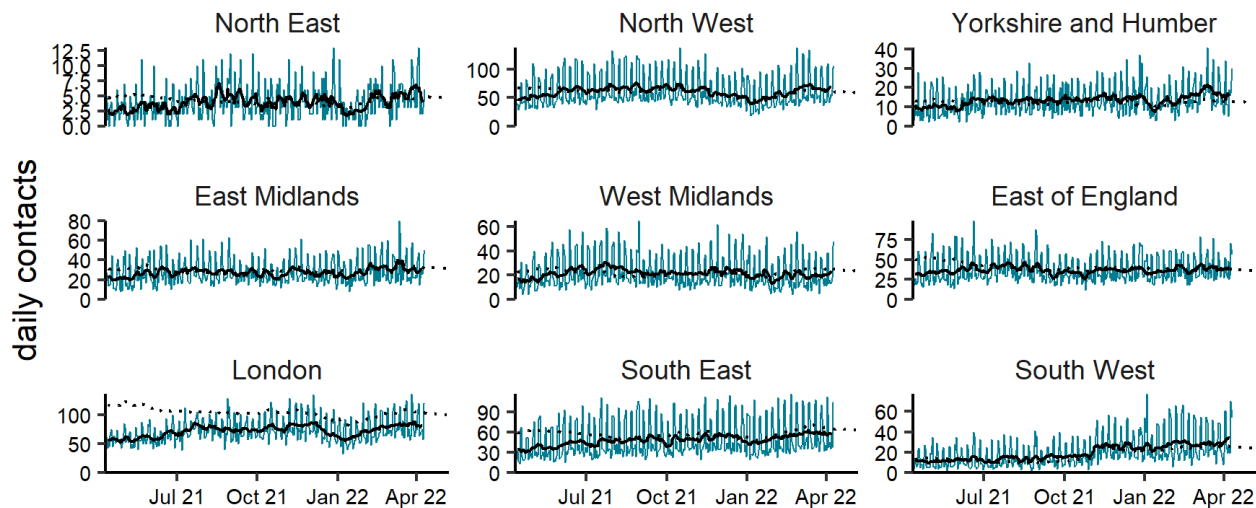 North East
North West
Yorkshire and Humber
12.5
10.0
7.5
5.0
2.5
0.0
100
50
0
40
30
20
10
0
daily contacts
East Midlands
West Midlands
East of England
80
60
40
20
0
60
40
20
0
75
50
25
0
London
South East
South West
100
50
0
90
60
30
0
60
40
20
0
Jul 21 Oct 21 Jan 22 Apr 22
Jul 21 Oct 21 Jan 22 Apr 22
Jul 21 Oct 21 Jan 22 Apr 22